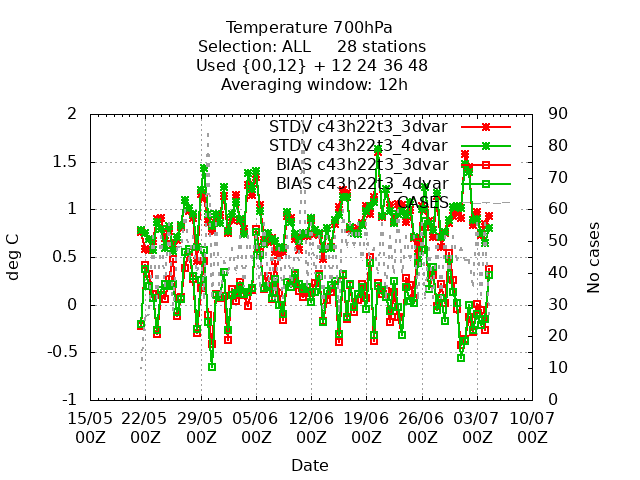 Temperature 700hPa
Selection: ALL     28 stations
Used {00,12} + 12 24 36 48
Averaging window: 12h
STDV c43h22t3_3dvar
STDV c43h22t3_4dvar
BIAS c43h22t3_3dvar
BIAS c43h22t3_4dvar
CASES
2
1.5
1
0.5
0
-0.5
-1
deg C
90
80
70
60
50
40
30
20
10
0
No cases
15/05 22/05 29/05 05/06 12/06 19/06 26/06 03/07 10/07
00Z 00Z 00Z 00Z 00Z 00Z 00Z 00Z 00Z
Date